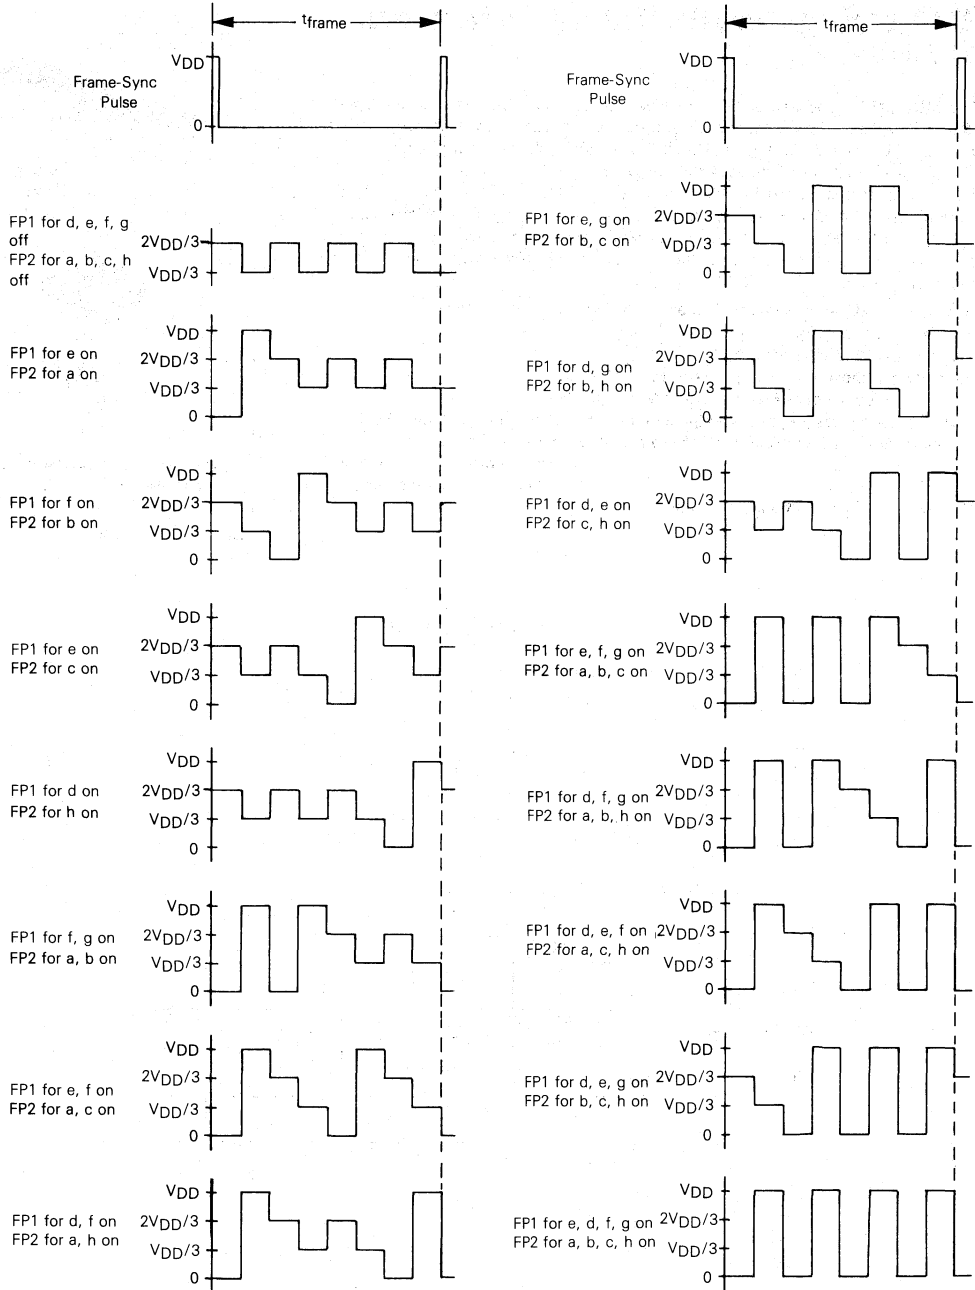 tframe
VDD
Frame-Sync
Pulse
0
FP1 for d, e, f, g
off
FP2 for a, b, c, h
off
2VDD/3
VDD/3
FP1 for e on
FP2 for a on
VDD
2VDD/3
VDD/3
0
FP1 for f on
FP2 for b on
VDD
2VDD/3
VDD/3
0
FP1 for e on
FP2 for c on
VDD
2VDD/3
VDD/3
0
FP1 for d on
FP2 for h on
VDD
2VDD/3
VDD/3
0
FP1 for f, g on
FP2 for a, b on
VDD
2VDD/3
VDD/3
0
FP1 for e, f on
FP2 for a, c on
VDD
2VDD/3
VDD/3
0
FP1 for d, f on
FP2 for a, h on
VDD
2VDD/3
VDD/3
0
tframe
VDD
Frame-Sync
Pulse
0
FP1 for e, g on
FP2 for b, c on
VDD
2VDD/3
VDD/3
0
FP1 for d, g on
FP2 for b, h on
VDD
2VDD/3
VDD/3
0
FP1 for d, e on
FP2 for c, h on
VDD
2VDD/3
VDD/3
0
FP1 for e, f, g on
FP2 for a, b, c on
VDD
2VDD/3
VDD/3
0
FP1 for d, f, g on
FP2 for a, b, h on
VDD
2VDD/3
VDD/3
0
FP1 for d, e, f on
FP2 for a, c, h on
VDD
2VDD/3
VDD/3
0
FP1 for d, e, g on
FP2 for b, c, h on
VDD
2VDD/3
VDD/3
0
FP1 for e, d, f, g on
FP2 for a, b, c, h on
VDD
2VDD/3
VDD/3
0